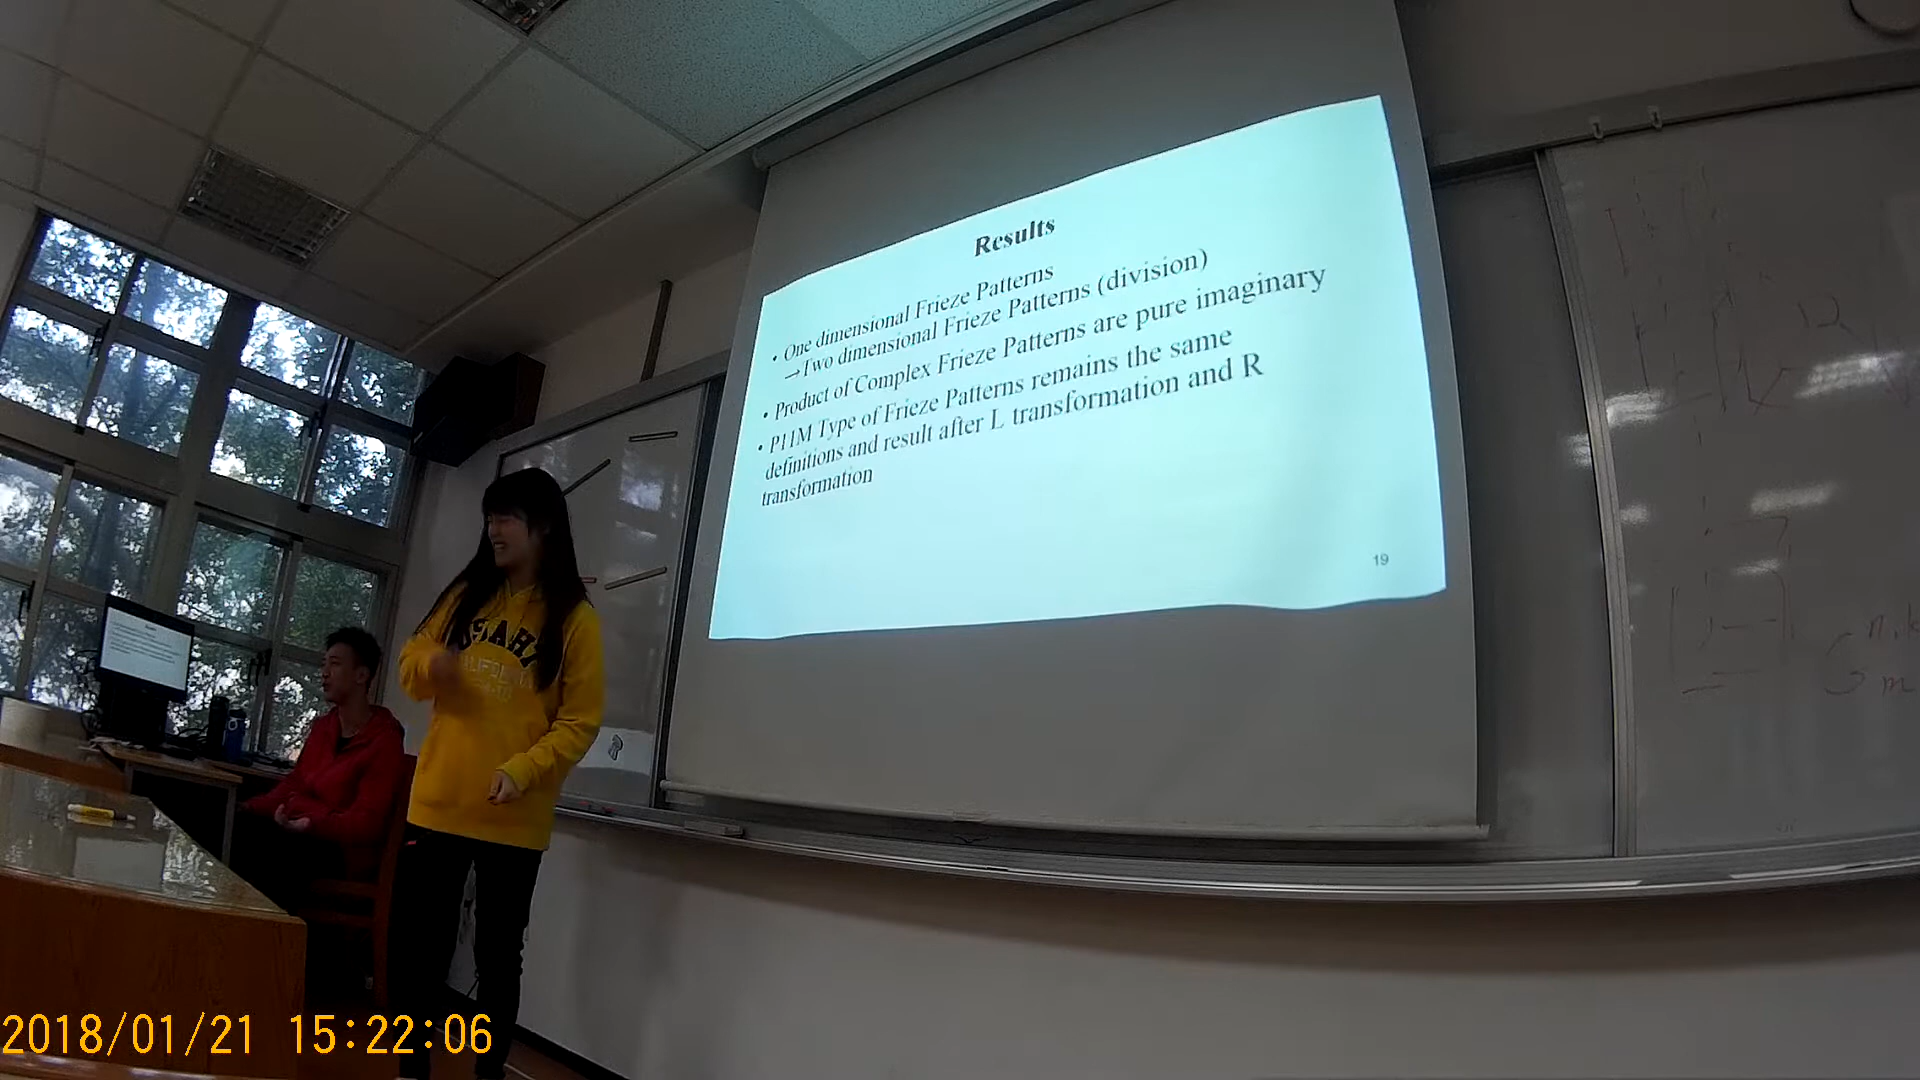 Results
• One dimensional Frieze Patterns
→Two dimensional Frieze Patterns (division)
• Product of Complex Frieze Patterns are pure imaginary
• P11M Type of Frieze Patterns remains the same
definitions and result after L transformation and R
transformation
19
2018/01/21 15:22:06